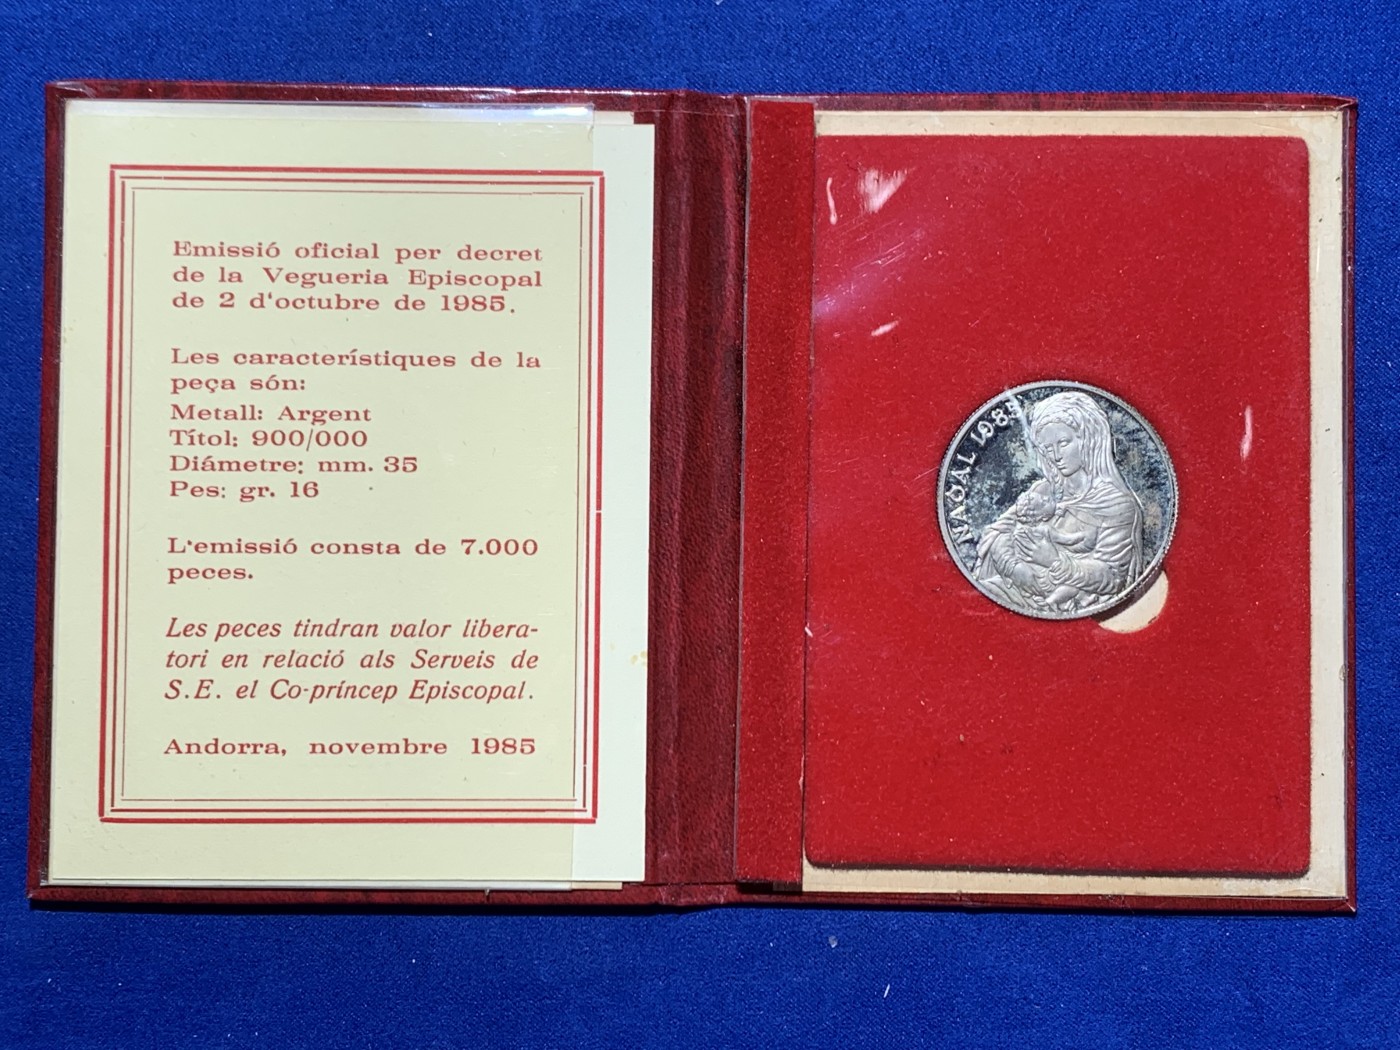 Emissió oficial per decret
de la Vegueria Episcopal
de 2 d'octubre de 1985.
Les característiques de la
peça són:
Metall: Argent
Títol: 900/000
Diámetre: mm. 35
Pes: gr. 16
L'emissió consta de 7.000
peces.
Les peces tindran valor libera-
tori en relació als Serveis de
S.E. el Co-príncep Episcopal.
Andorra, novembre 1985
NADAL 1985